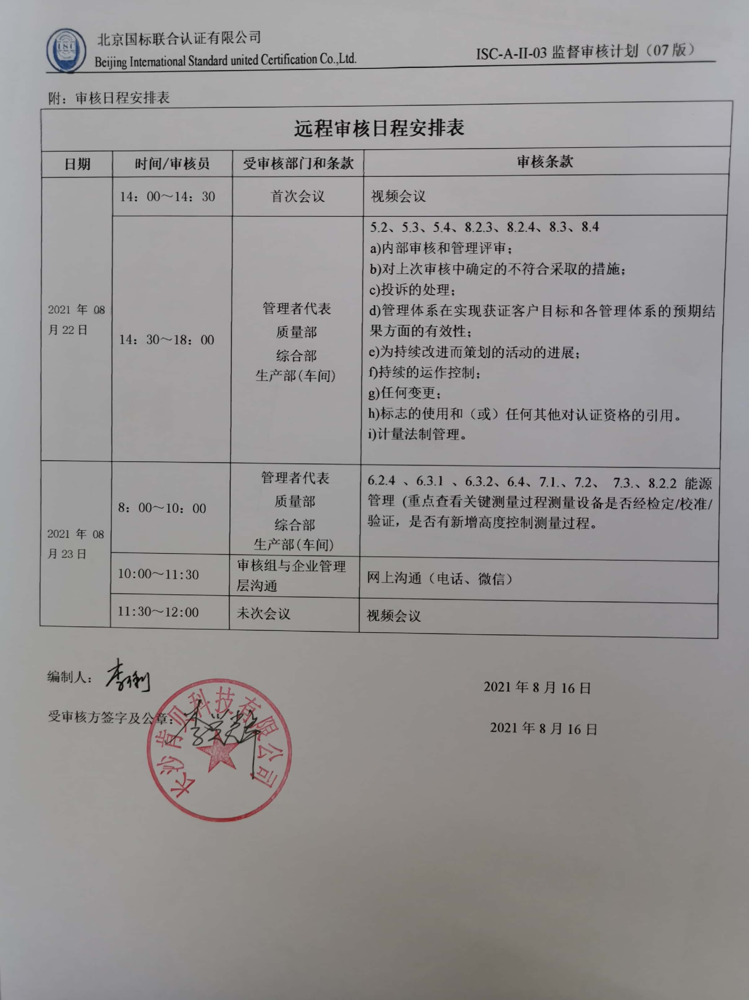 ISC
北京国标联合认证有限公司
Beijing International Standard united Certification Co.,Ltd.
ISC-A-II-03 监督审核计划（07 版）
附：审核日程安排表
远程审核日程安排表
日期 时间/审核员 受审核部门和条款 审核条款
2021 年 08
月 22 日
14：00～14：30 首次会议 视频会议
14：30～18：00
管理者代表
质量部
综合部
生产部(车间)
5.2、5.3、5.4、8.2.3、8.2.4、8.3、8.4
a)内部审核和管理评审；
b)对上次审核中确定的不符合采取的措施；
c)投诉的处理；
d)管理体系在实现获证客户目标和各管理体系的预期结
果方面的有效性；
e)为持续改进而策划的活动的进展；
f)持续的运作控制；
g)任何变更；
h)标志的使用和（或）任何其他对认证资格的引用。
i)计量法制管理。
2021 年 08
月 23 日
8：00～10：00
管理者代表
质量部
综合部
生产部(车间)
6.2.4 、6.3.1 、6.3.2、6.4、7.1.、7.2、 7.3.、8.2.2 能源
管理 (重点查看关键测量过程测量设备是否经检定/校准/
验证，是否有新增高度控制测量过程。
10:00～11:30
审核组与企业管理
层沟通
网上沟通（电话、微信）
11:30～12:00 未次会议 视频会议
编制人：
2021 年 8 月 16 日
受审核方签字及公章:
2021 年 8 月 16 日
长沙肯贝科技有限公司